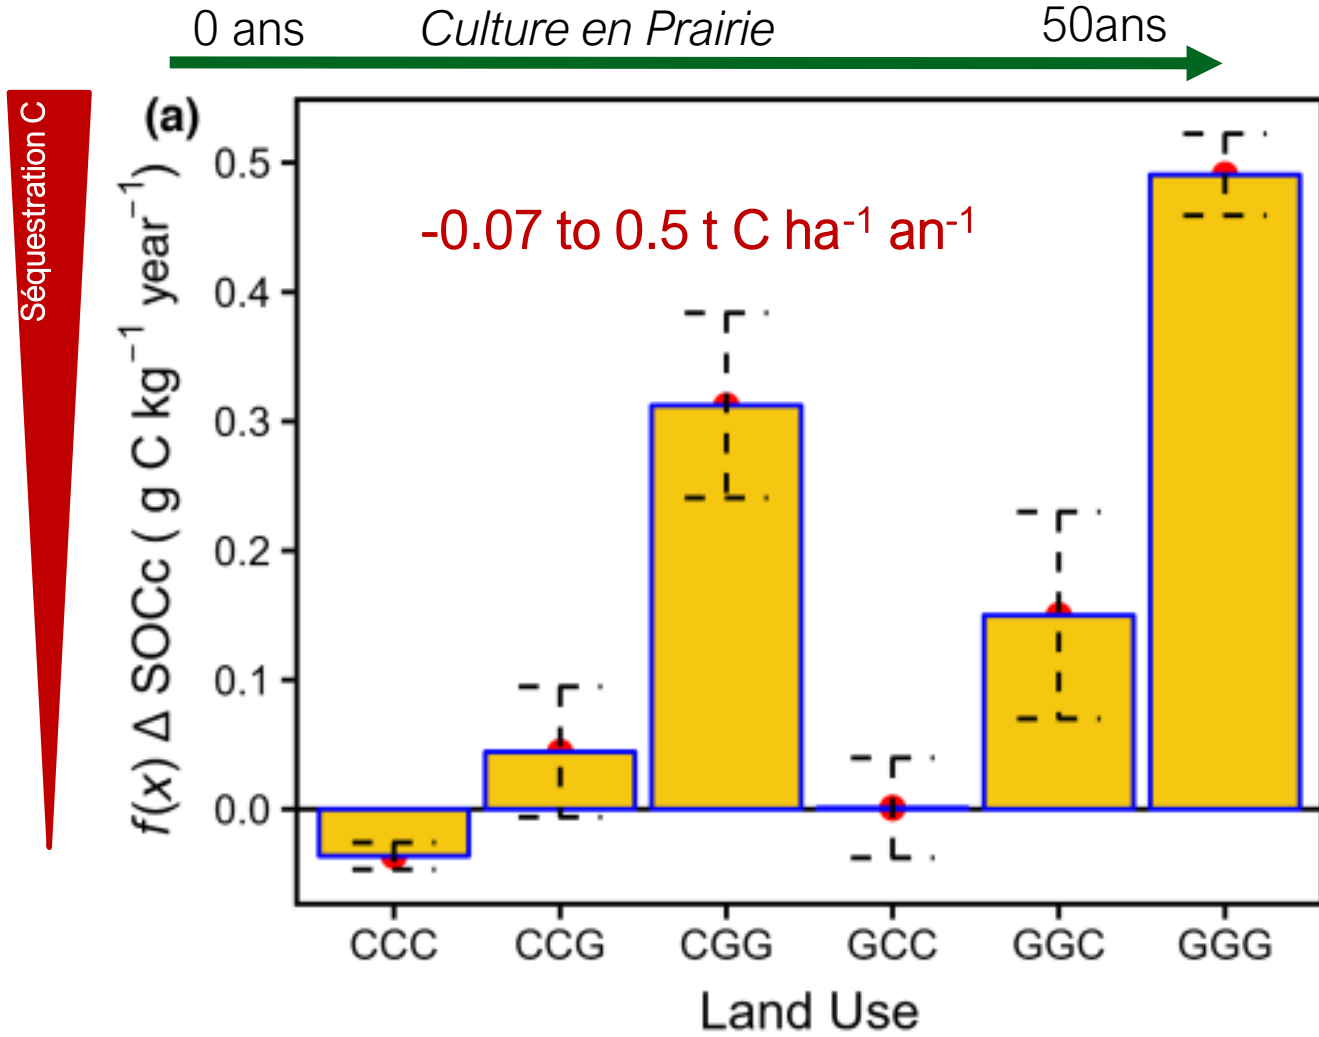 0 ans Culture en Prairie 50ans
Séquestration C
(a)
f(x) Δ SOCc ( g C kg⁻¹ year⁻¹)
0.5
0.4
0.3
0.2
0.1
0.0
-0.07 to 0.5 t C ha⁻¹ an⁻¹
CCC CCG CGG GCC GGC GGG
Land Use